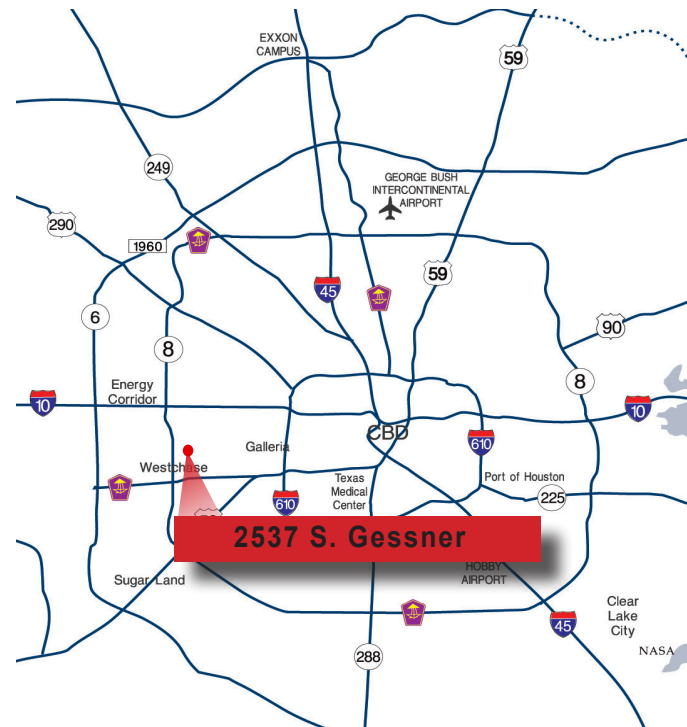 EXXON
CAMPUS
59
249
GEORGE BUSH
INTERCONTINENTAL
AIRPORT
290
1960
59
45
6
90
8
8
Energy
Corridor
10
10
CBD
610
Galleria
Westchase
Texas
Medical
Center
Port of Houston
225
610
2537 S. Gessner
HOBBY
AIRPORT
Sugar Land
Clear
Lake
City
45
NASA
288